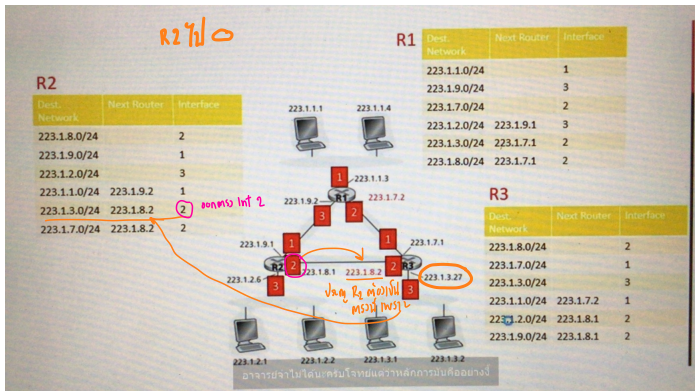 R2 ไป ○
R1
Dest. Network Next Router Interface
223.1.1.0/24 1
223.1.9.0/24 3
223.1.7.0/24 2
223.1.2.0/24 223.1.9.1 3
223.1.3.0/24 223.1.7.1 2
223.1.8.0/24 223.1.7.1 2
R2
Dest. Network Next Router Interface
223.1.8.0/24 2
223.1.9.0/24 1
223.1.2.0/24 3
223.1.1.0/24 223.1.9.2 1
223.1.3.0/24 223.1.8.2 2
223.1.7.0/24 223.1.8.2 2
ออกตรง Int 2
223.1.1.1
223.1.1.4
1
223.1.1.3
223.1.9.2
R1
223.1.7.2
3
2
223.1.9.1
1
1
223.1.7.1
R2
2
2
R3
223.1.8.1
223.1.8.2
223.1.3.27
223.1.2.6
3
3
223.1.2.1
223.1.2.2
223.1.3.1
223.1.3.2
R3
Dest. Network Next Router Interface
223.1.8.0/24 2
223.1.7.0/24 1
223.1.3.0/24 3
223.1.1.0/24 223.1.7.2 1
223.1.2.0/24 223.1.8.1 2
223.1.9.0/24 223.1.8.1 2